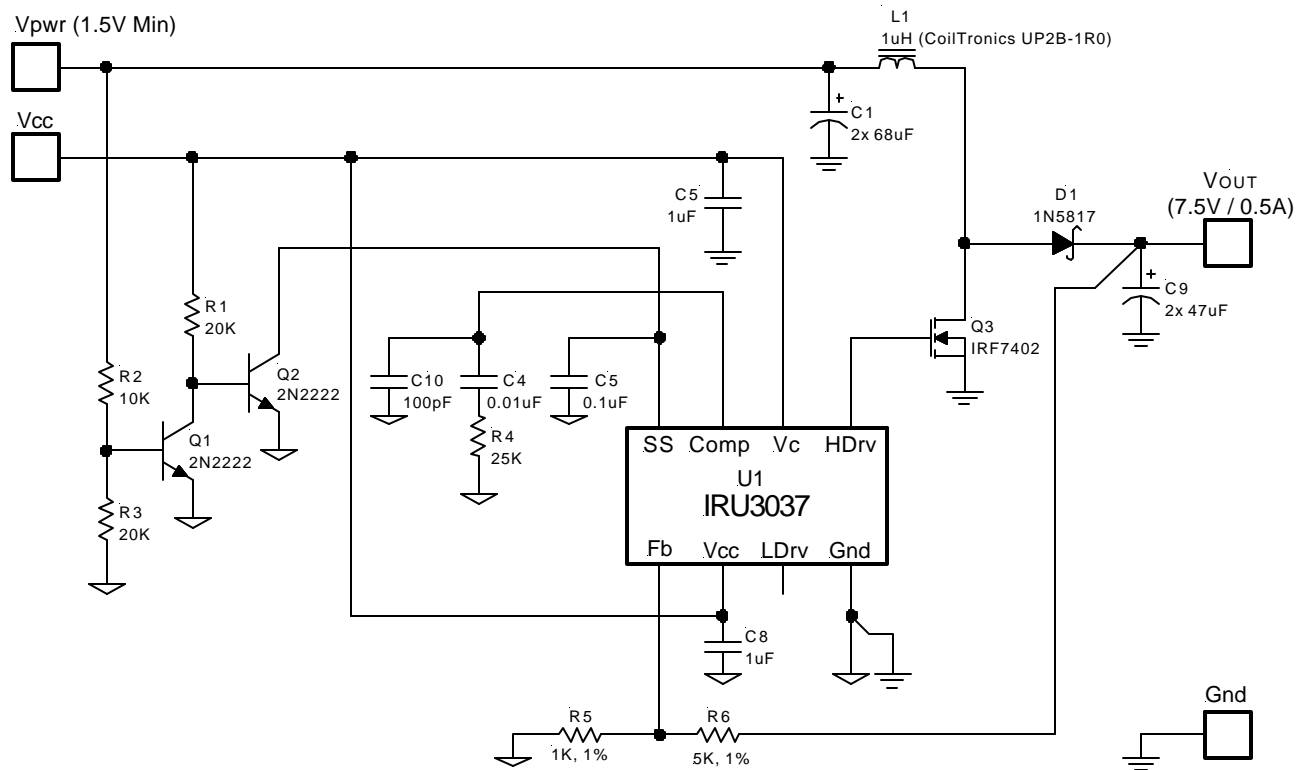 Vpwr (1.5V Min)
L1
1uH (CoilTronics UP2B-1R0)
C1
2x 68uF
Vcc
C5
1uF
D1
1N5817
VOUT
(7.5V / 0.5A)
C9
2x 47uF
R1
20K
Q3
IRF7402
R2
10K
Q2
2N2222
C10
100pF
C4
0.01uF
C5
0.1uF
R4
25K
Q1
2N2222
R3
20K
SS Comp Vc HDrv
U1
IRU3037
Fb Vcc LDrv Gnd
C8
1uF
R5
1K, 1%
R6
5K, 1%
Gnd